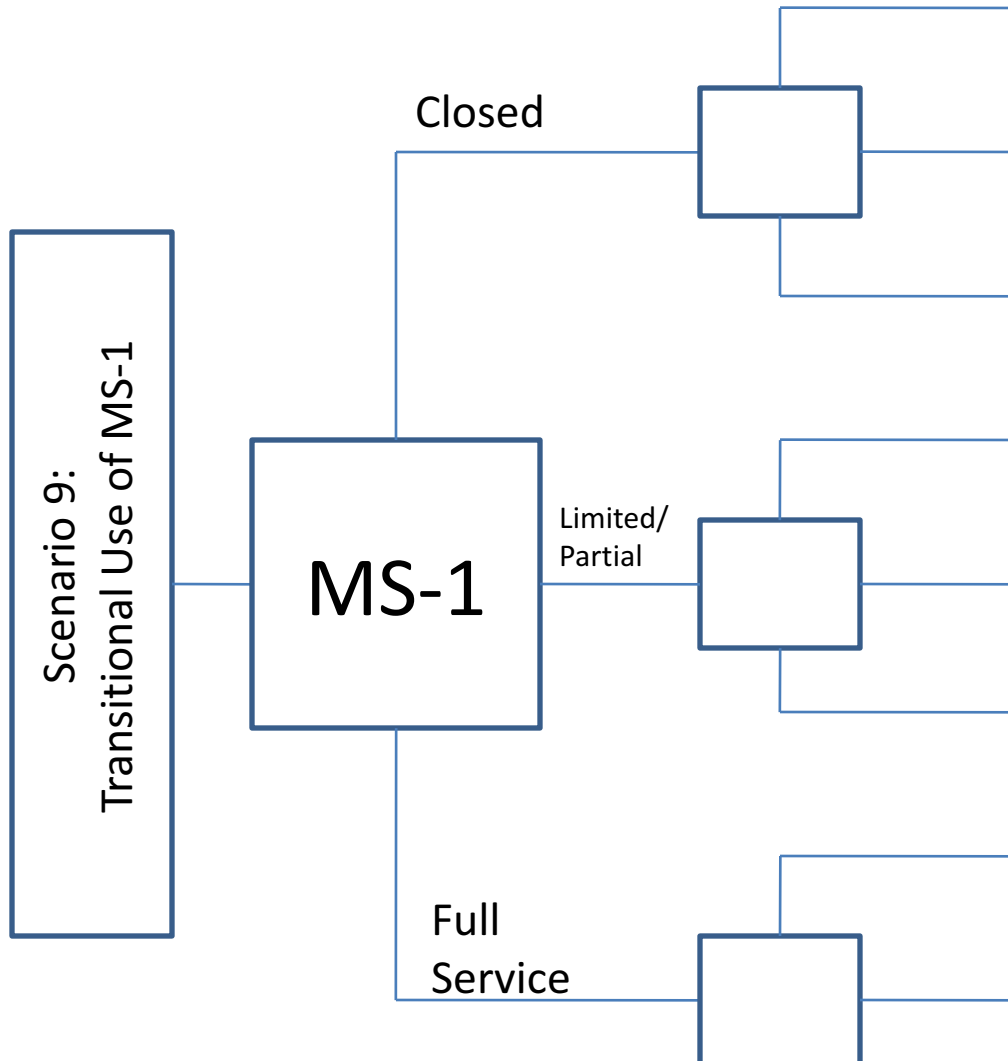 Scenario 9:
Transitional Use of MS-1
MS-1
Closed
Limited/
Partial
Full
Service